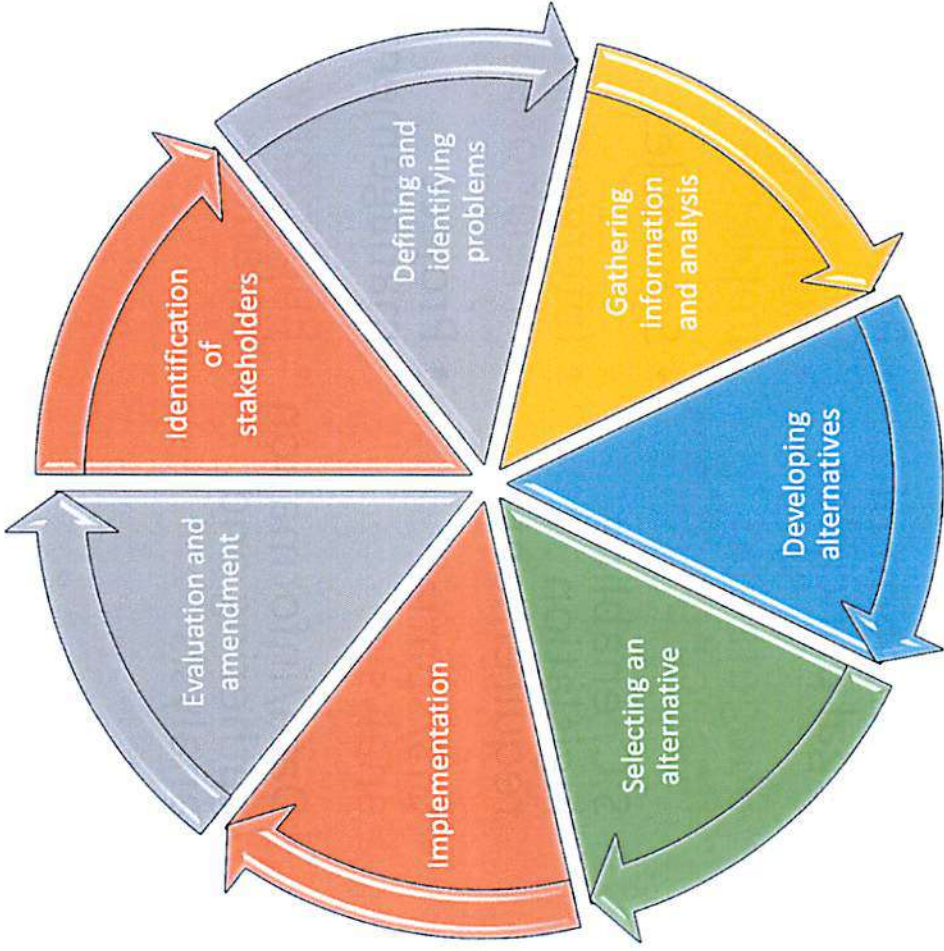 Identification
of
stakeholders
Defining and
identifying
problems
Gathering
information
and analysis
Developing
alternatives
Selecting an
alternative
Implementation
Evaluation and
amendment